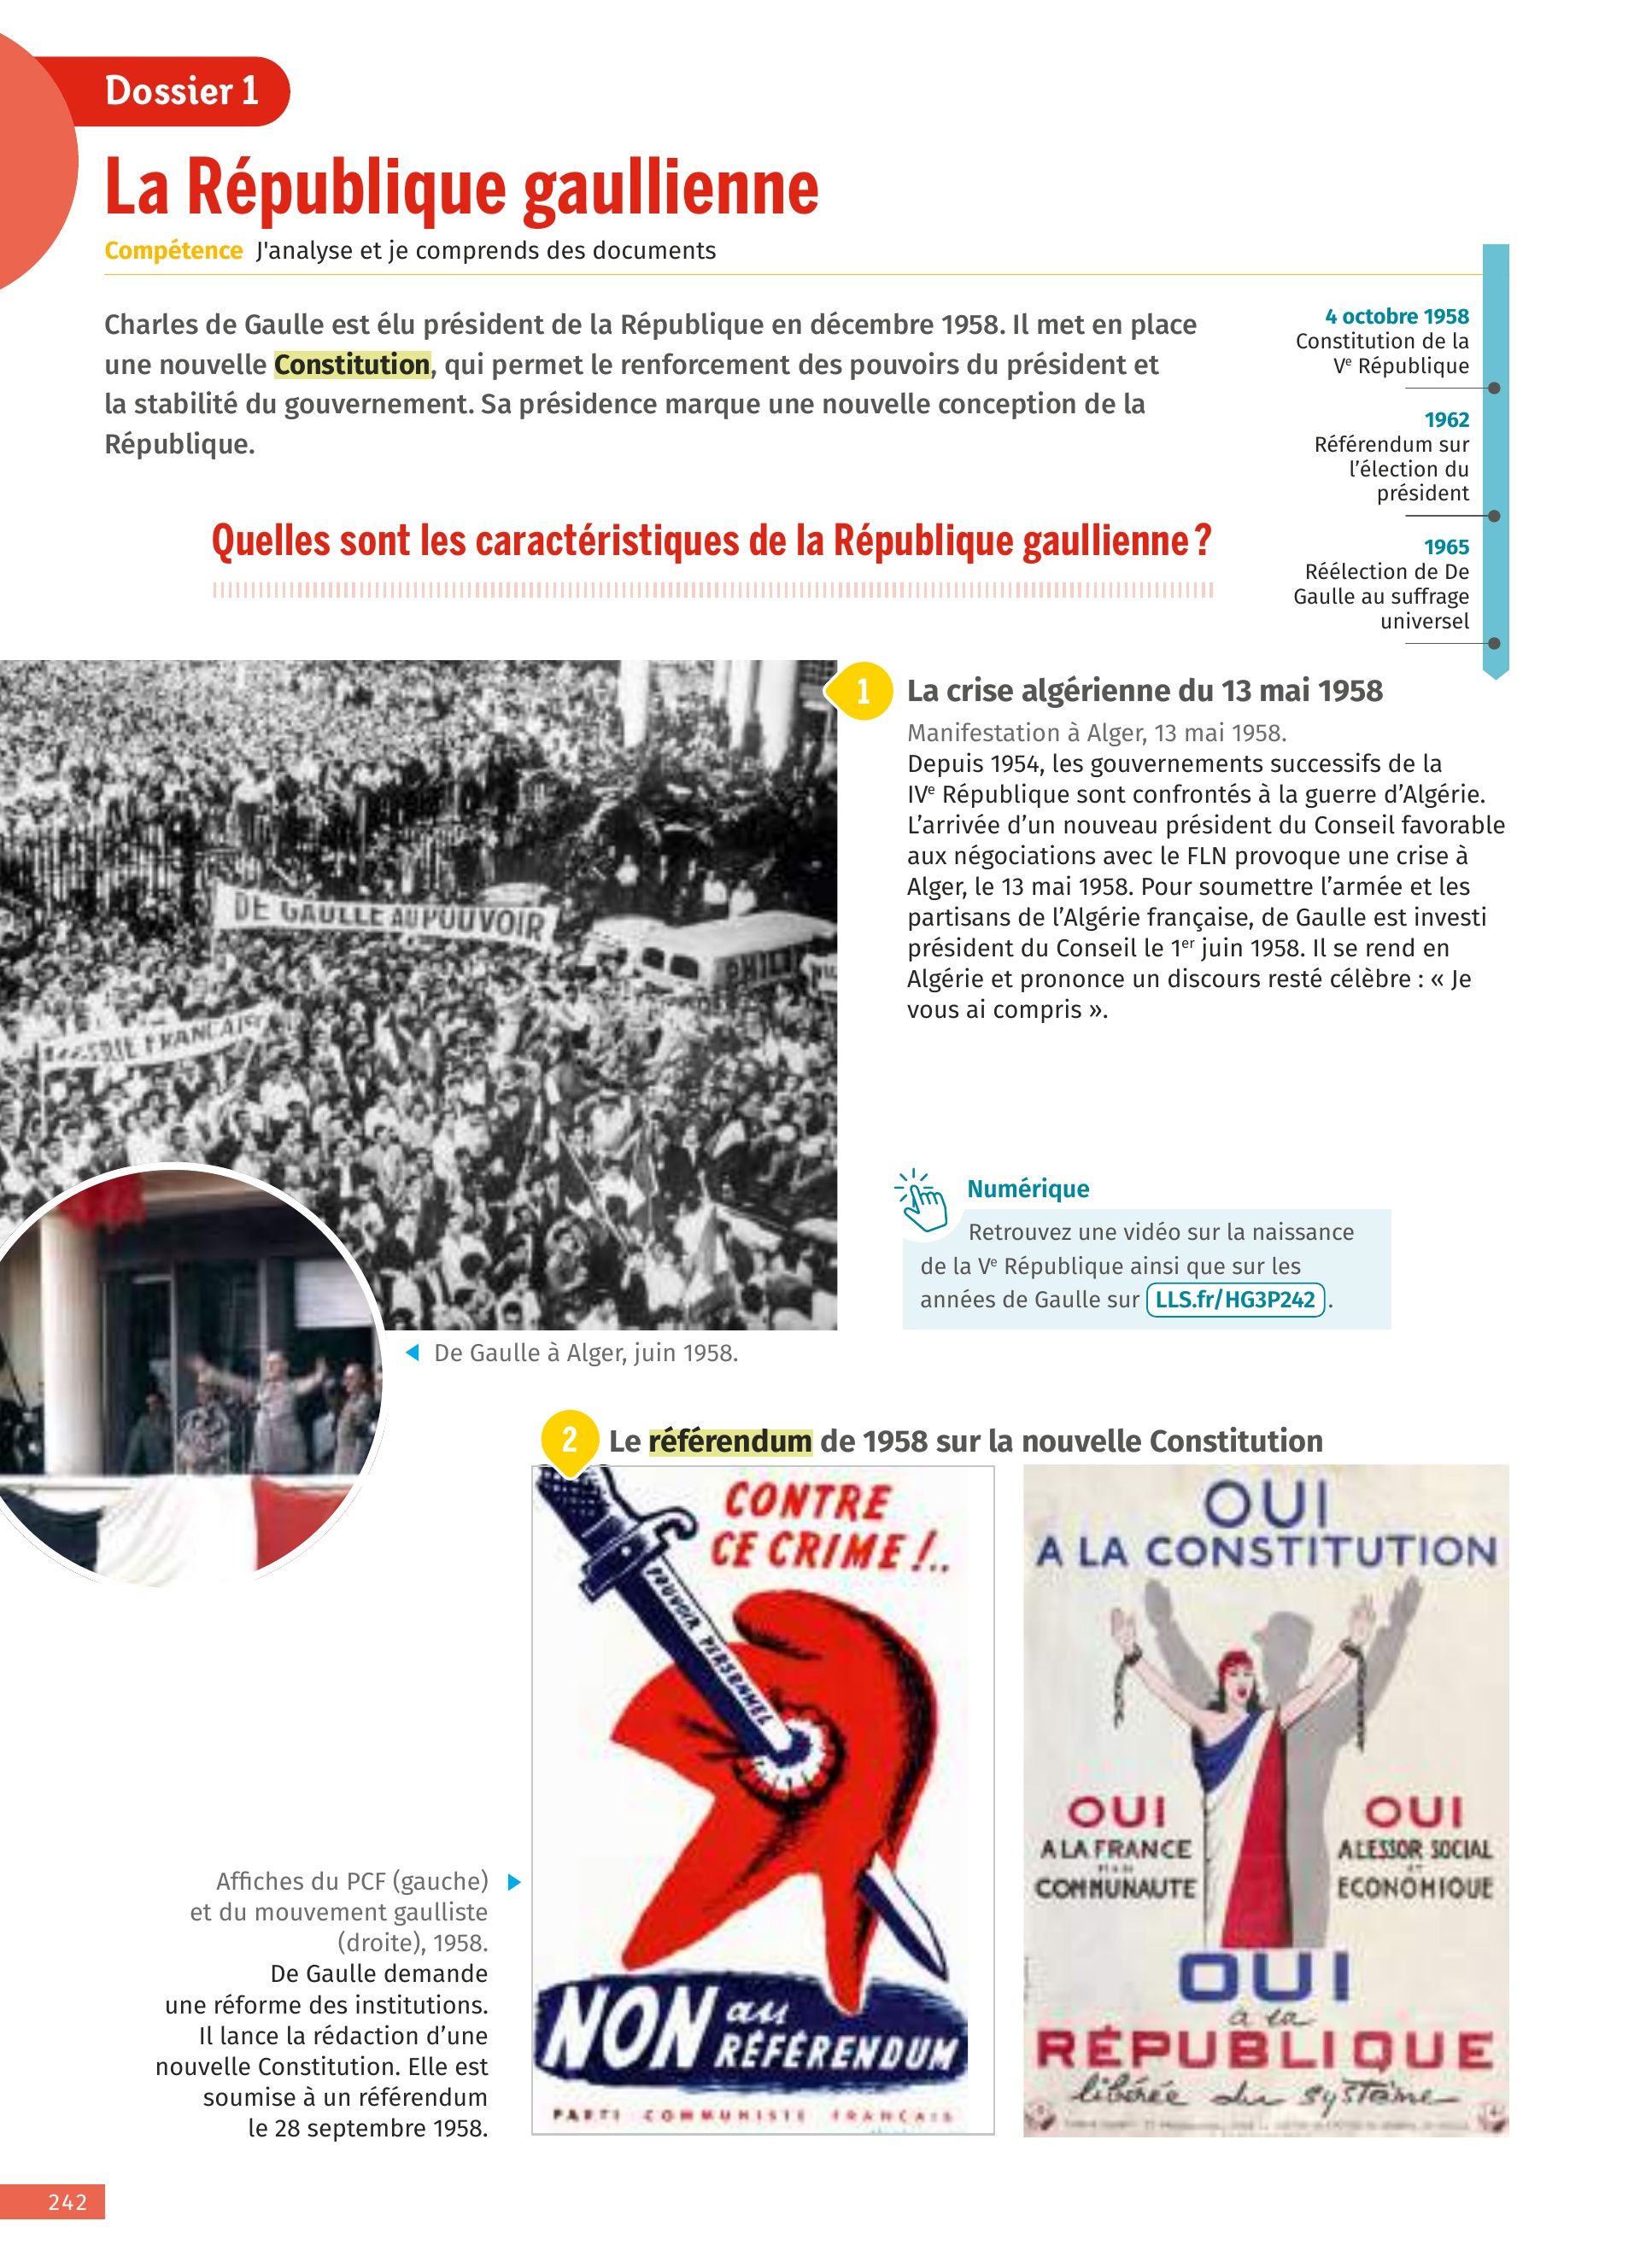 Dossier 1
La République gaullienne
Compétence J'analyse et je comprends des documents
Charles de Gaulle est élu président de la République en décembre 1958. Il met en place
une nouvelle Constitution, qui permet le renforcement des pouvoirs du président et
la stabilité du gouvernement. Sa présidence marque une nouvelle conception de la
République.
4 octobre 1958
Constitution de la
Ve République
1962
Référendum sur
l'élection du
président
1965
Réélection de De
Gaulle au suffrage
universel
Quelles sont les caractéristiques de la République gaullienne ?
DE GAULLE AU POUVOIR
FRANCAISE
1
La crise algérienne du 13 mai 1958
Manifestation à Alger, 13 mai 1958.
Depuis 1954, les gouvernements successifs de la
IVe République sont confrontés à la guerre d'Algérie.
L'arrivée d'un nouveau président du Conseil favorable
aux négociations avec le FLN provoque une crise à
Alger, le 13 mai 1958. Pour soumettre l'armée et les
partisans de l'Algérie française, de Gaulle est investi
président du Conseil le 1er juin 1958. Il se rend en
Algérie et prononce un discours resté célèbre : « Je
vous ai compris ».
Numérique
Retrouvez une vidéo sur la naissance
de la Ve République ainsi que sur les
années de Gaulle sur LLS.fr/HG3P242 .
De Gaulle à Alger, juin 1958.
2
Le référendum de 1958 sur la nouvelle Constitution
CONTRE
CE CRIME !..
POUVOIR PERSONNEL
NON au
RÉFÉRENDUM
PARTI COMMUNISTE FRANCAIS
OUI
A LA CONSTITUTION
OUI
A LA FRANCE
COMMUNAUTE
OUI
A L ESSOR SOCIAL
ET
ECONOMIQUE
OUI
à la
RÉPUBLIQUE
libérée du système
Affiches du PCF (gauche)
et du mouvement gaulliste
(droite), 1958.
De Gaulle demande
une réforme des institutions.
Il lance la rédaction d'une
nouvelle Constitution. Elle est
soumise à un référendum
le 28 septembre 1958.
242